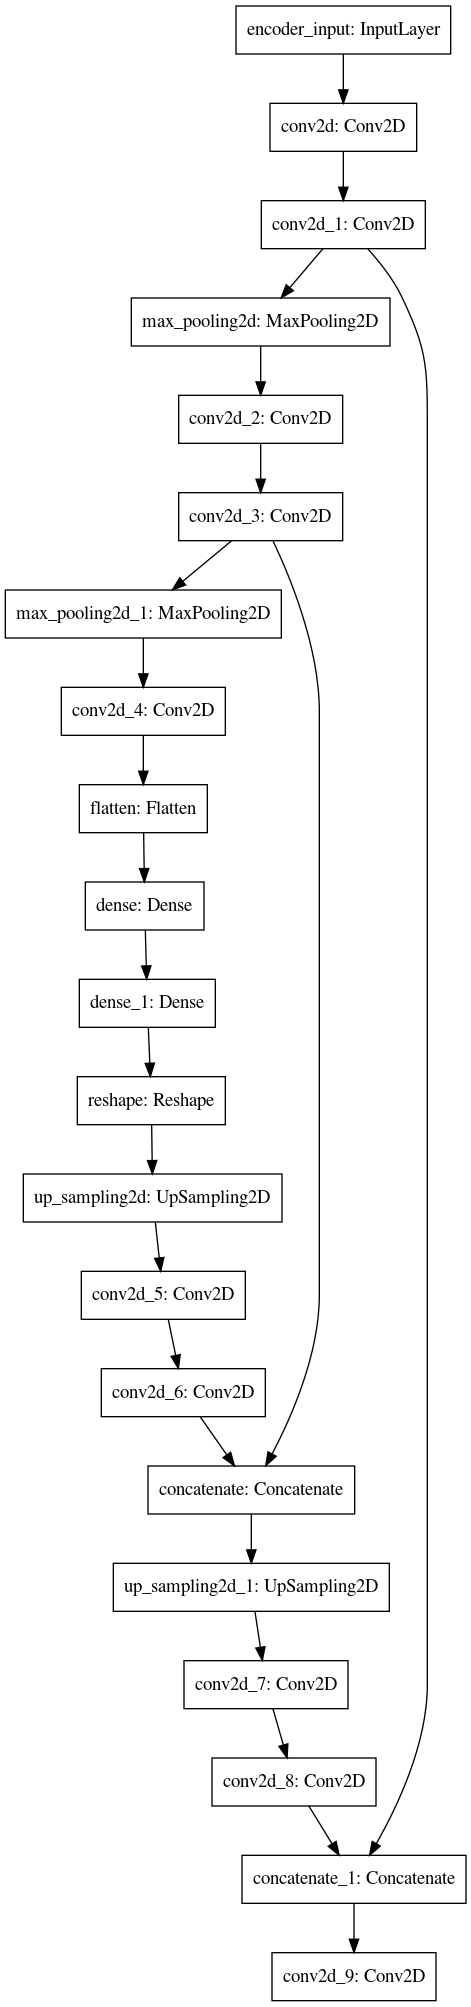 encoder_input: InputLayer
conv2d: Conv2D
conv2d_1: Conv2D
max_pooling2d: MaxPooling2D
conv2d_2: Conv2D
conv2d_3: Conv2D
max_pooling2d_1: MaxPooling2D
conv2d_4: Conv2D
flatten: Flatten
dense: Dense
dense_1: Dense
reshape: Reshape
up_sampling2d: UpSampling2D
conv2d_5: Conv2D
conv2d_6: Conv2D
concatenate: Concatenate
up_sampling2d_1: UpSampling2D
conv2d_7: Conv2D
conv2d_8: Conv2D
concatenate_1: Concatenate
conv2d_9: Conv2D